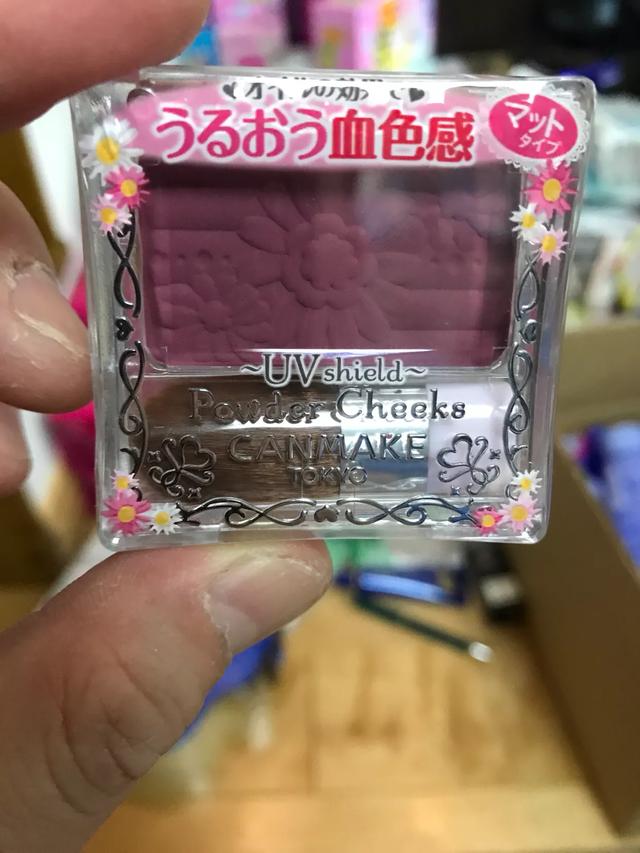 うるおう血色感
マット
タイプ
~UV shield~
Powder Cheeks
CANMAKE
TOKYO